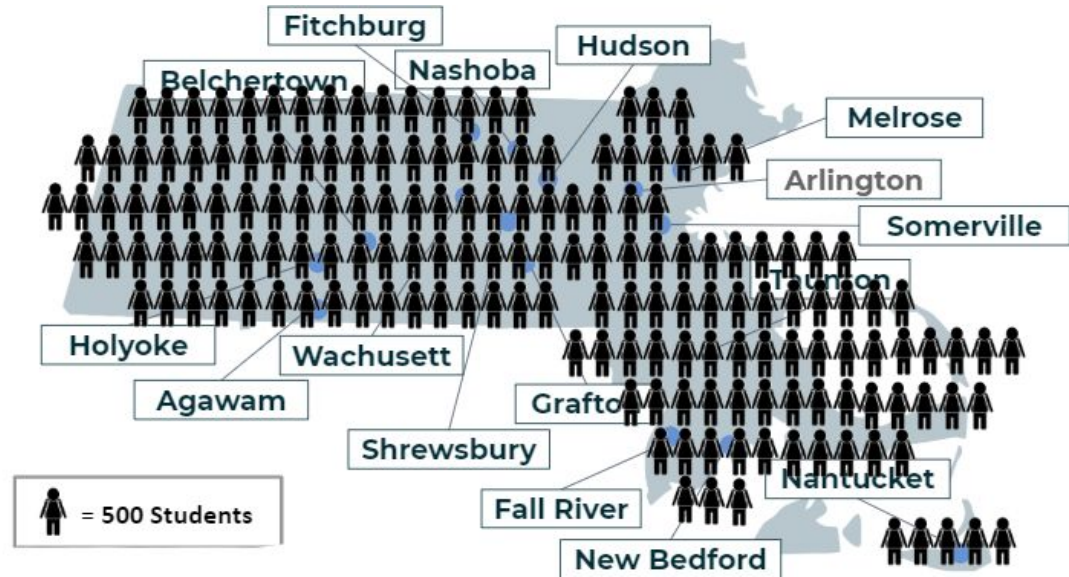 Fitchburg
Hudson
Belchertown
Nashoba
Melrose
Arlington
Somerville
Taunton
Holyoke
Wachusett
Agawam
Grafton
Shrewsbury
Nantucket
Fall River
= 500 Students
New Bedford